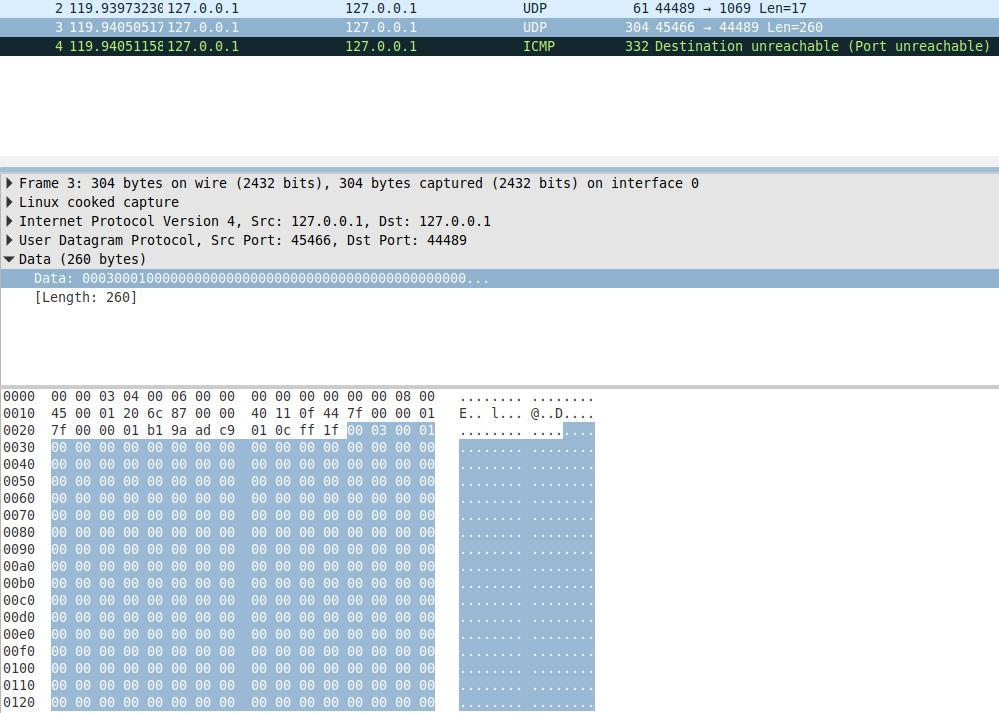 2 119.93973230 127.0.0.1 127.0.0.1 UDP 61 44489 → 1069 Len=17
3 119.94050517 127.0.0.1 127.0.0.1 UDP 304 45466 → 44489 Len=260
4 119.94051158 127.0.0.1 127.0.0.1 ICMP 332 Destination unreachable (Port unreachable)
Frame 3: 304 bytes on wire (2432 bits), 304 bytes captured (2432 bits) on interface 0
Linux cooked capture
Internet Protocol Version 4, Src: 127.0.0.1, Dst: 127.0.0.1
User Datagram Protocol, Src Port: 45466, Dst Port: 44489
Data (260 bytes)
Data: 000300010000000000000000000000000000000000000000...
[Length: 260]
0000 00 00 03 04 00 06 00 00 00 00 00 00 00 00 08 00 ........ ........
0010 45 00 01 20 6c 87 00 00 40 11 0f 44 7f 00 00 01 E.. l... @..D....
0020 7f 00 00 01 b1 9a ad c9 01 0c ff 1f 00 03 00 01 ........ ........
0030 00 00 00 00 00 00 00 00 00 00 00 00 00 00 00 00 ........ ........
0040 00 00 00 00 00 00 00 00 00 00 00 00 00 00 00 00 ........ ........
0050 00 00 00 00 00 00 00 00 00 00 00 00 00 00 00 00 ........ ........
0060 00 00 00 00 00 00 00 00 00 00 00 00 00 00 00 00 ........ ........
0070 00 00 00 00 00 00 00 00 00 00 00 00 00 00 00 00 ........ ........
0080 00 00 00 00 00 00 00 00 00 00 00 00 00 00 00 00 ........ ........
0090 00 00 00 00 00 00 00 00 00 00 00 00 00 00 00 00 ........ ........
00a0 00 00 00 00 00 00 00 00 00 00 00 00 00 00 00 00 ........ ........
00b0 00 00 00 00 00 00 00 00 00 00 00 00 00 00 00 00 ........ ........
00c0 00 00 00 00 00 00 00 00 00 00 00 00 00 00 00 00 ........ ........
00d0 00 00 00 00 00 00 00 00 00 00 00 00 00 00 00 00 ........ ........
00e0 00 00 00 00 00 00 00 00 00 00 00 00 00 00 00 00 ........ ........
00f0 00 00 00 00 00 00 00 00 00 00 00 00 00 00 00 00 ........ ........
0100 00 00 00 00 00 00 00 00 00 00 00 00 00 00 00 00 ........ ........
0110 00 00 00 00 00 00 00 00 00 00 00 00 00 00 00 00 ........ ........
0120 00 00 00 00 00 00 00 00 00 00 00 00 00 00 00 00 ........ ........